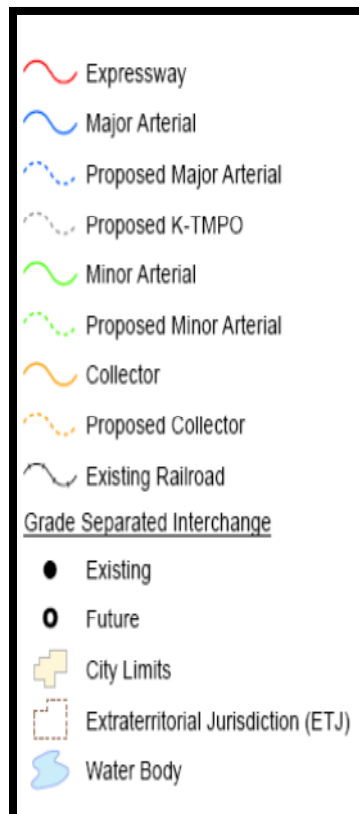 Expressway
Major Arterial
Proposed Major Arterial
Proposed K-TMPO
Minor Arterial
Proposed Minor Arterial
Collector
Proposed Collector
Existing Railroad
Grade Separated Interchange
Existing
Future
City Limits
Extraterritorial Jurisdiction (ETJ)
Water Body